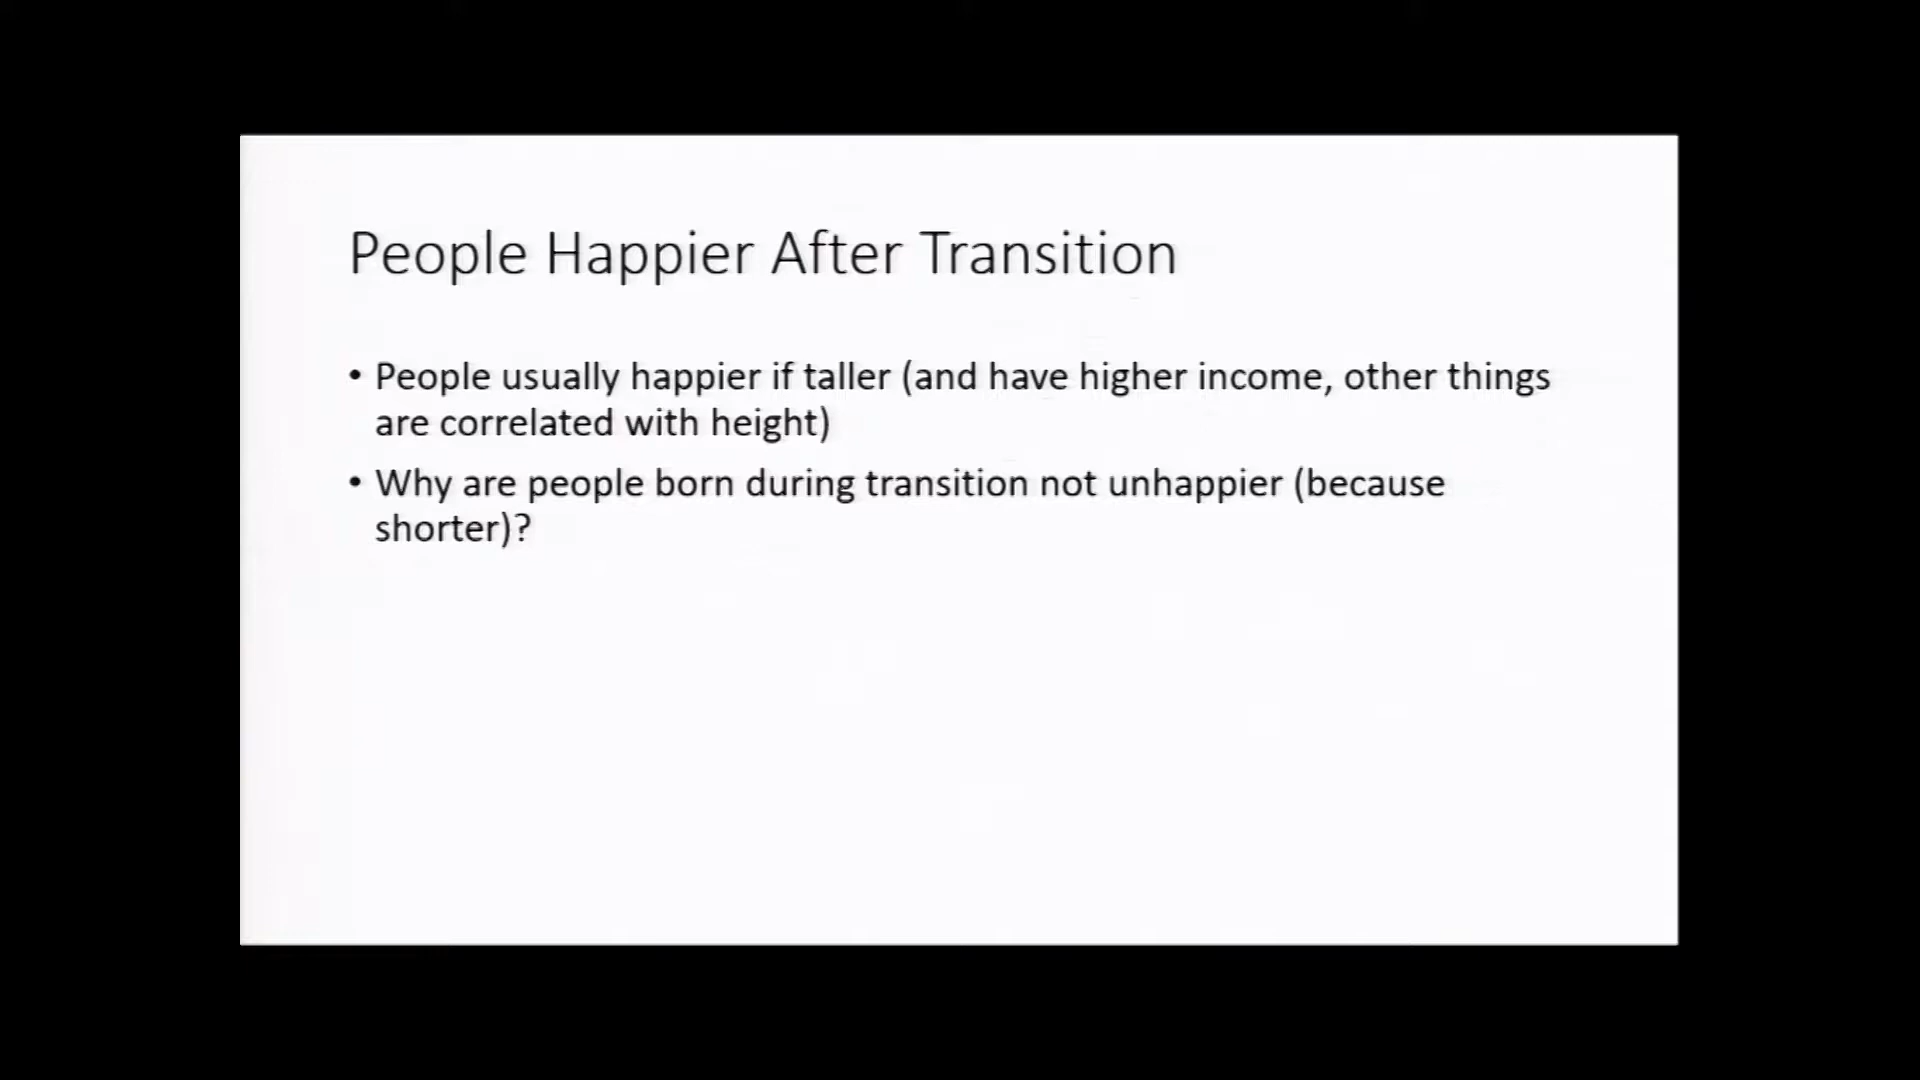 People Happier After Transition
• People usually happier if taller (and have higher income, other things
are correlated with height)
• Why are people born during transition not unhappier (because
shorter)?